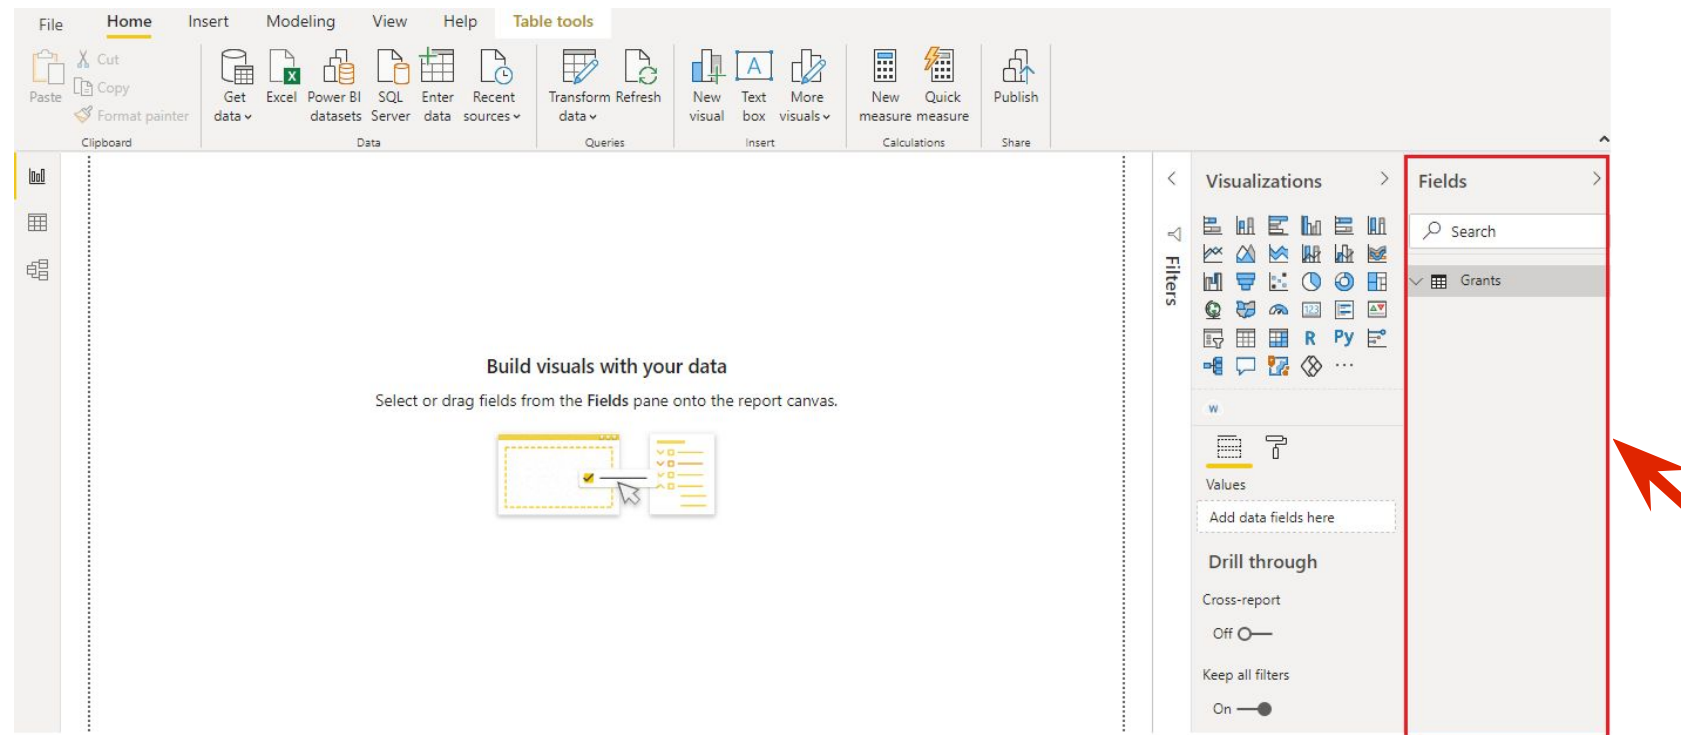 File Home Insert Modeling View Help Table tools
Cut
Copy
Paste
Format painter
Clipboard
Get data
Excel
Power BI datasets
SQL Server
Enter data
Recent sources
Data
Transform data
Refresh
Queries
New visual
Text box
More visuals
Insert
New measure
Quick measure
Calculations
Publish
Share
Build visuals with your data
Select or drag fields from the Fields pane onto the report canvas.
Filters
Visualizations
123
R Py
W
Values
Add data fields here
Drill through
Cross-report
Off
Keep all filters
On
Fields
Search
Grants